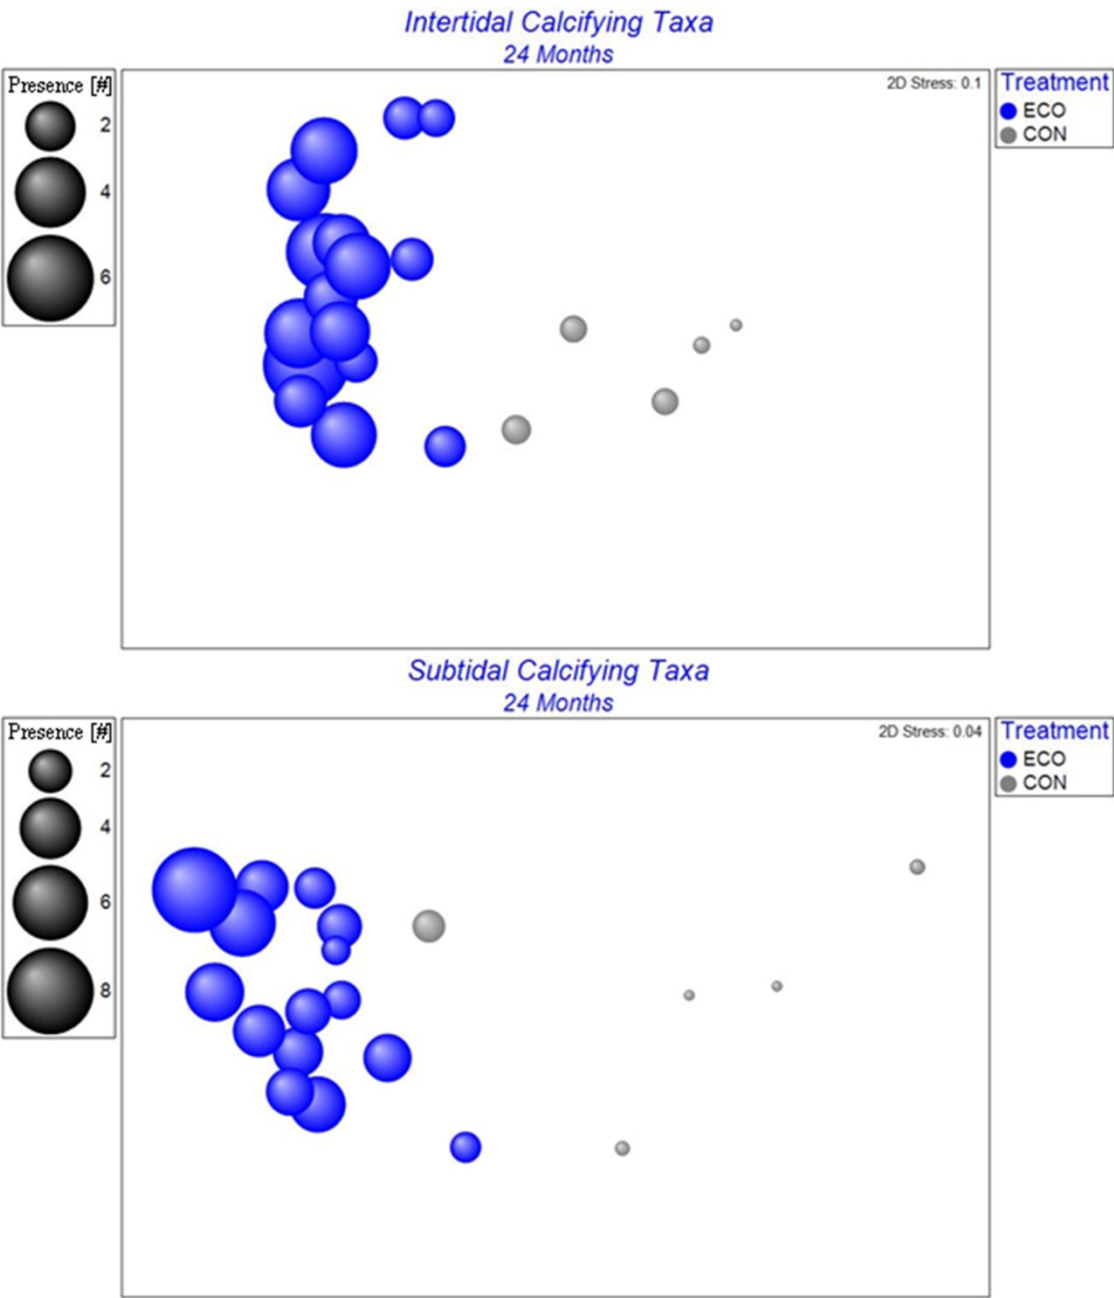 Intertidal Calcifying Taxa
24 Months
Presence [#]
2
4
6
2D Stress: 0.1
Treatment
ECO
CON
Subtidal Calcifying Taxa
24 Months
Presence [#]
2
4
6
8
2D Stress: 0.04
Treatment
ECO
CON